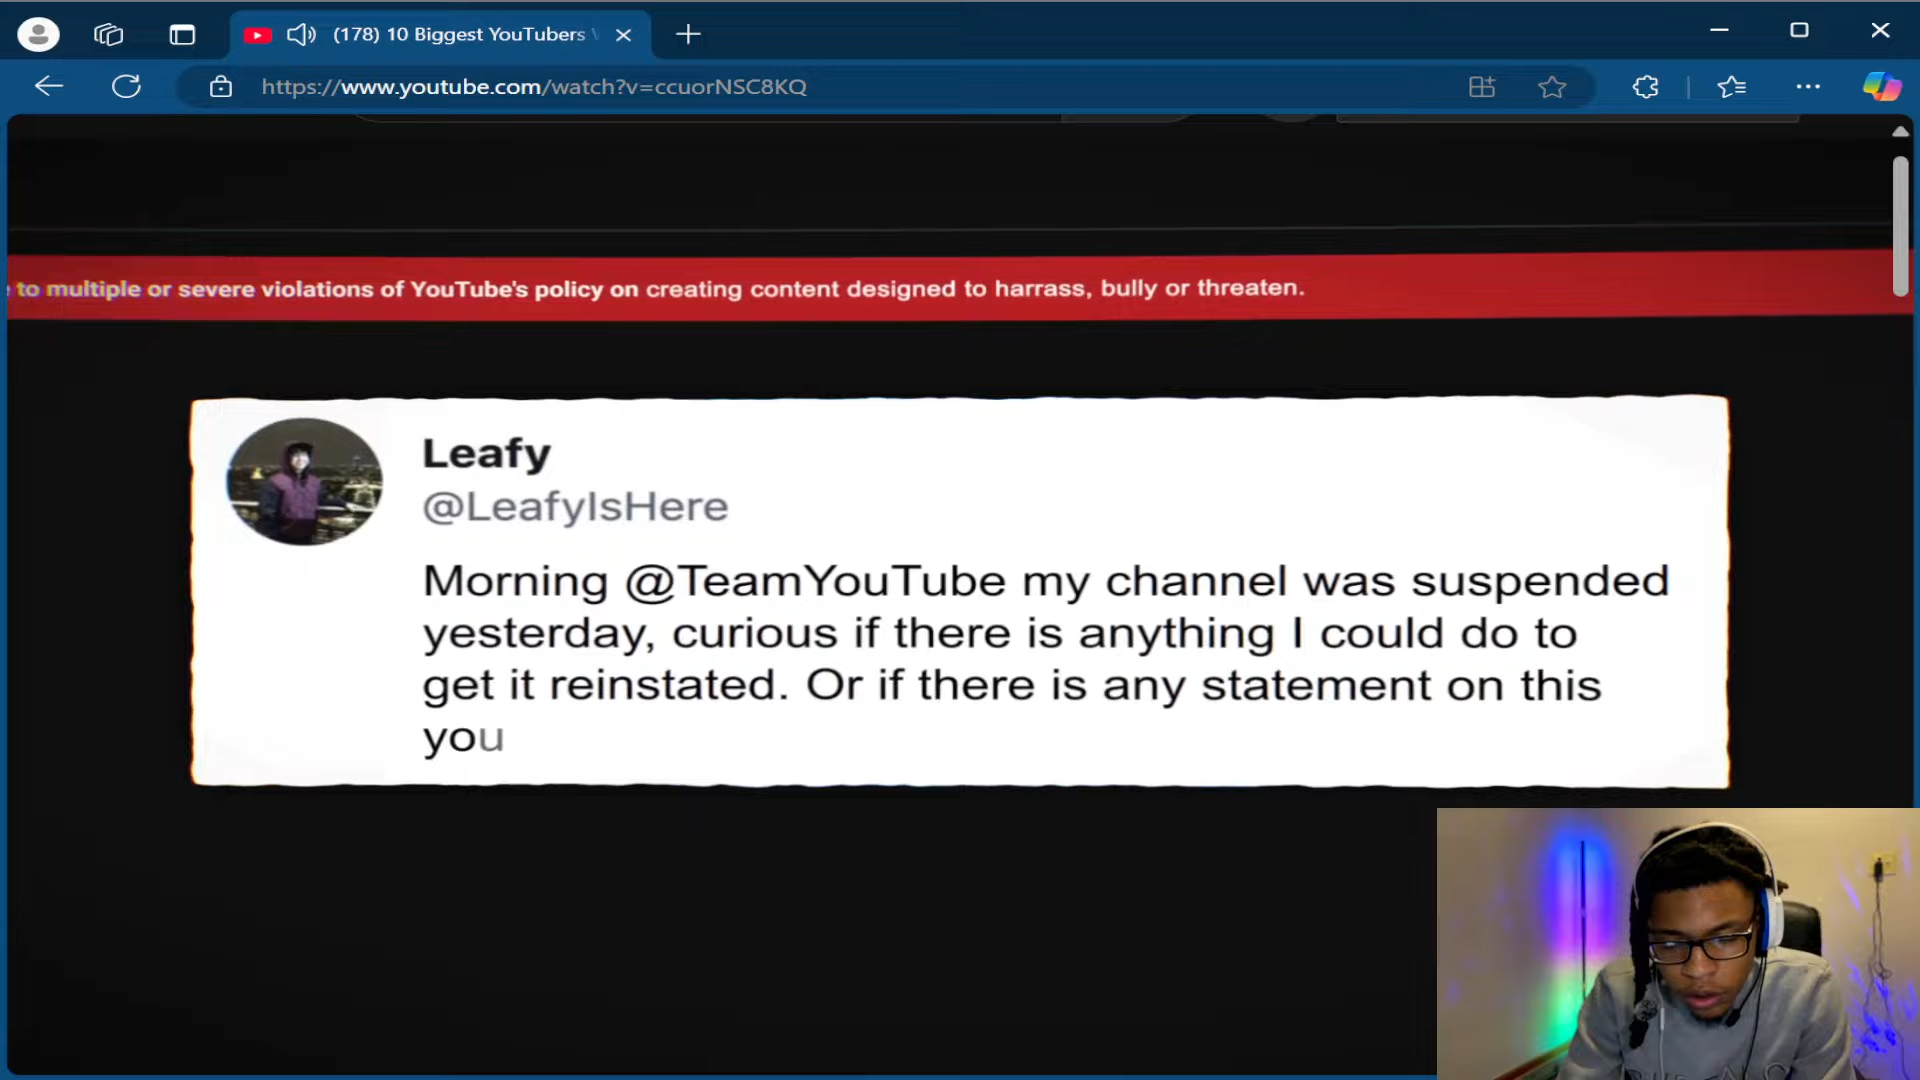 (178) 10 Biggest YouTubers
https://www.youtube.com/watch?v=ccuorNSC8KQ
to multiple or severe violations of YouTube's policy on creating content designed to harrass, bully or threaten.
Leafy
@LeafyIsHere
Morning @TeamYouTube my channel was suspended
yesterday, curious if there is anything I could do to
get it reinstated. Or if there is any statement on this
you